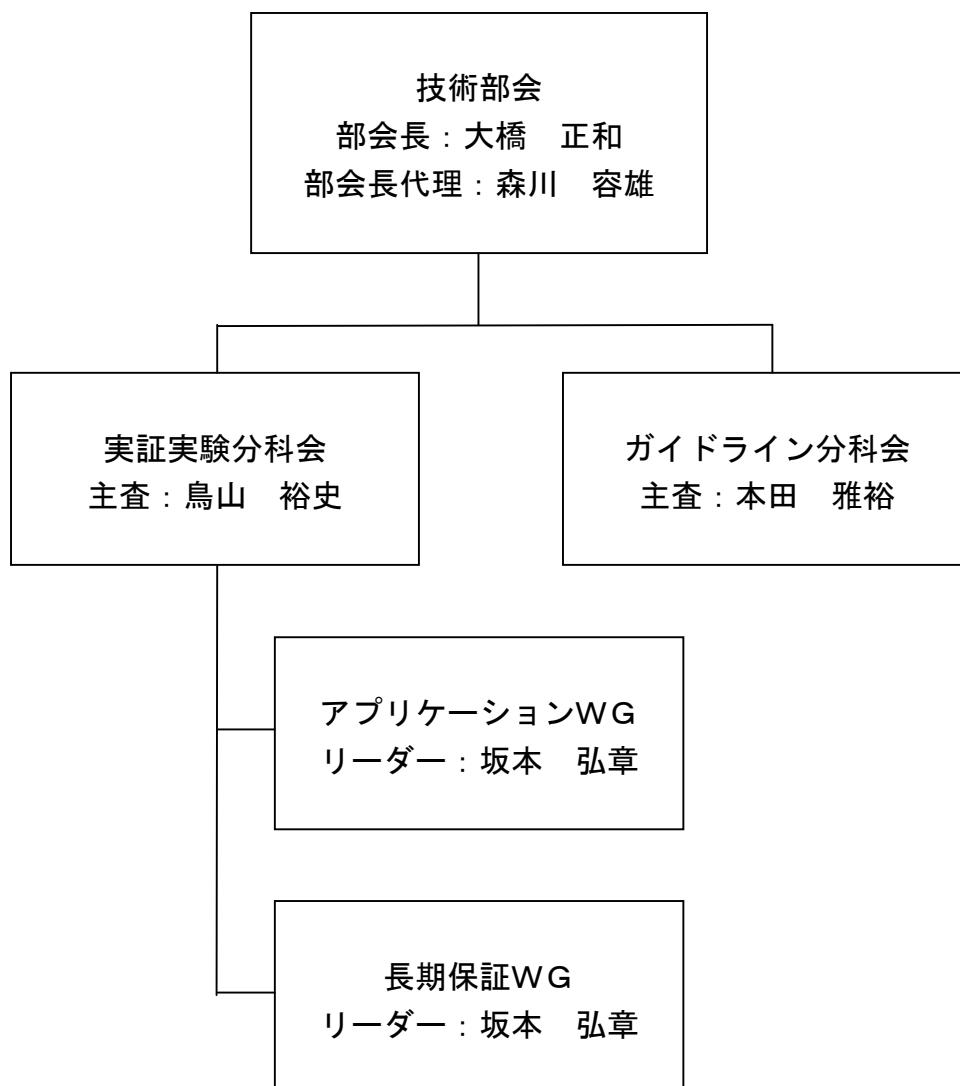 技術部会
部会長：大橋　正和
部会長代理：森川　容雄
実証実験分科会
主査：鳥山　裕史
ガイドライン分科会
主査：本田　雅裕
アプリケーションＷＧ
リーダー：坂本　弘章
長期保証ＷＧ
リーダー：坂本　弘章